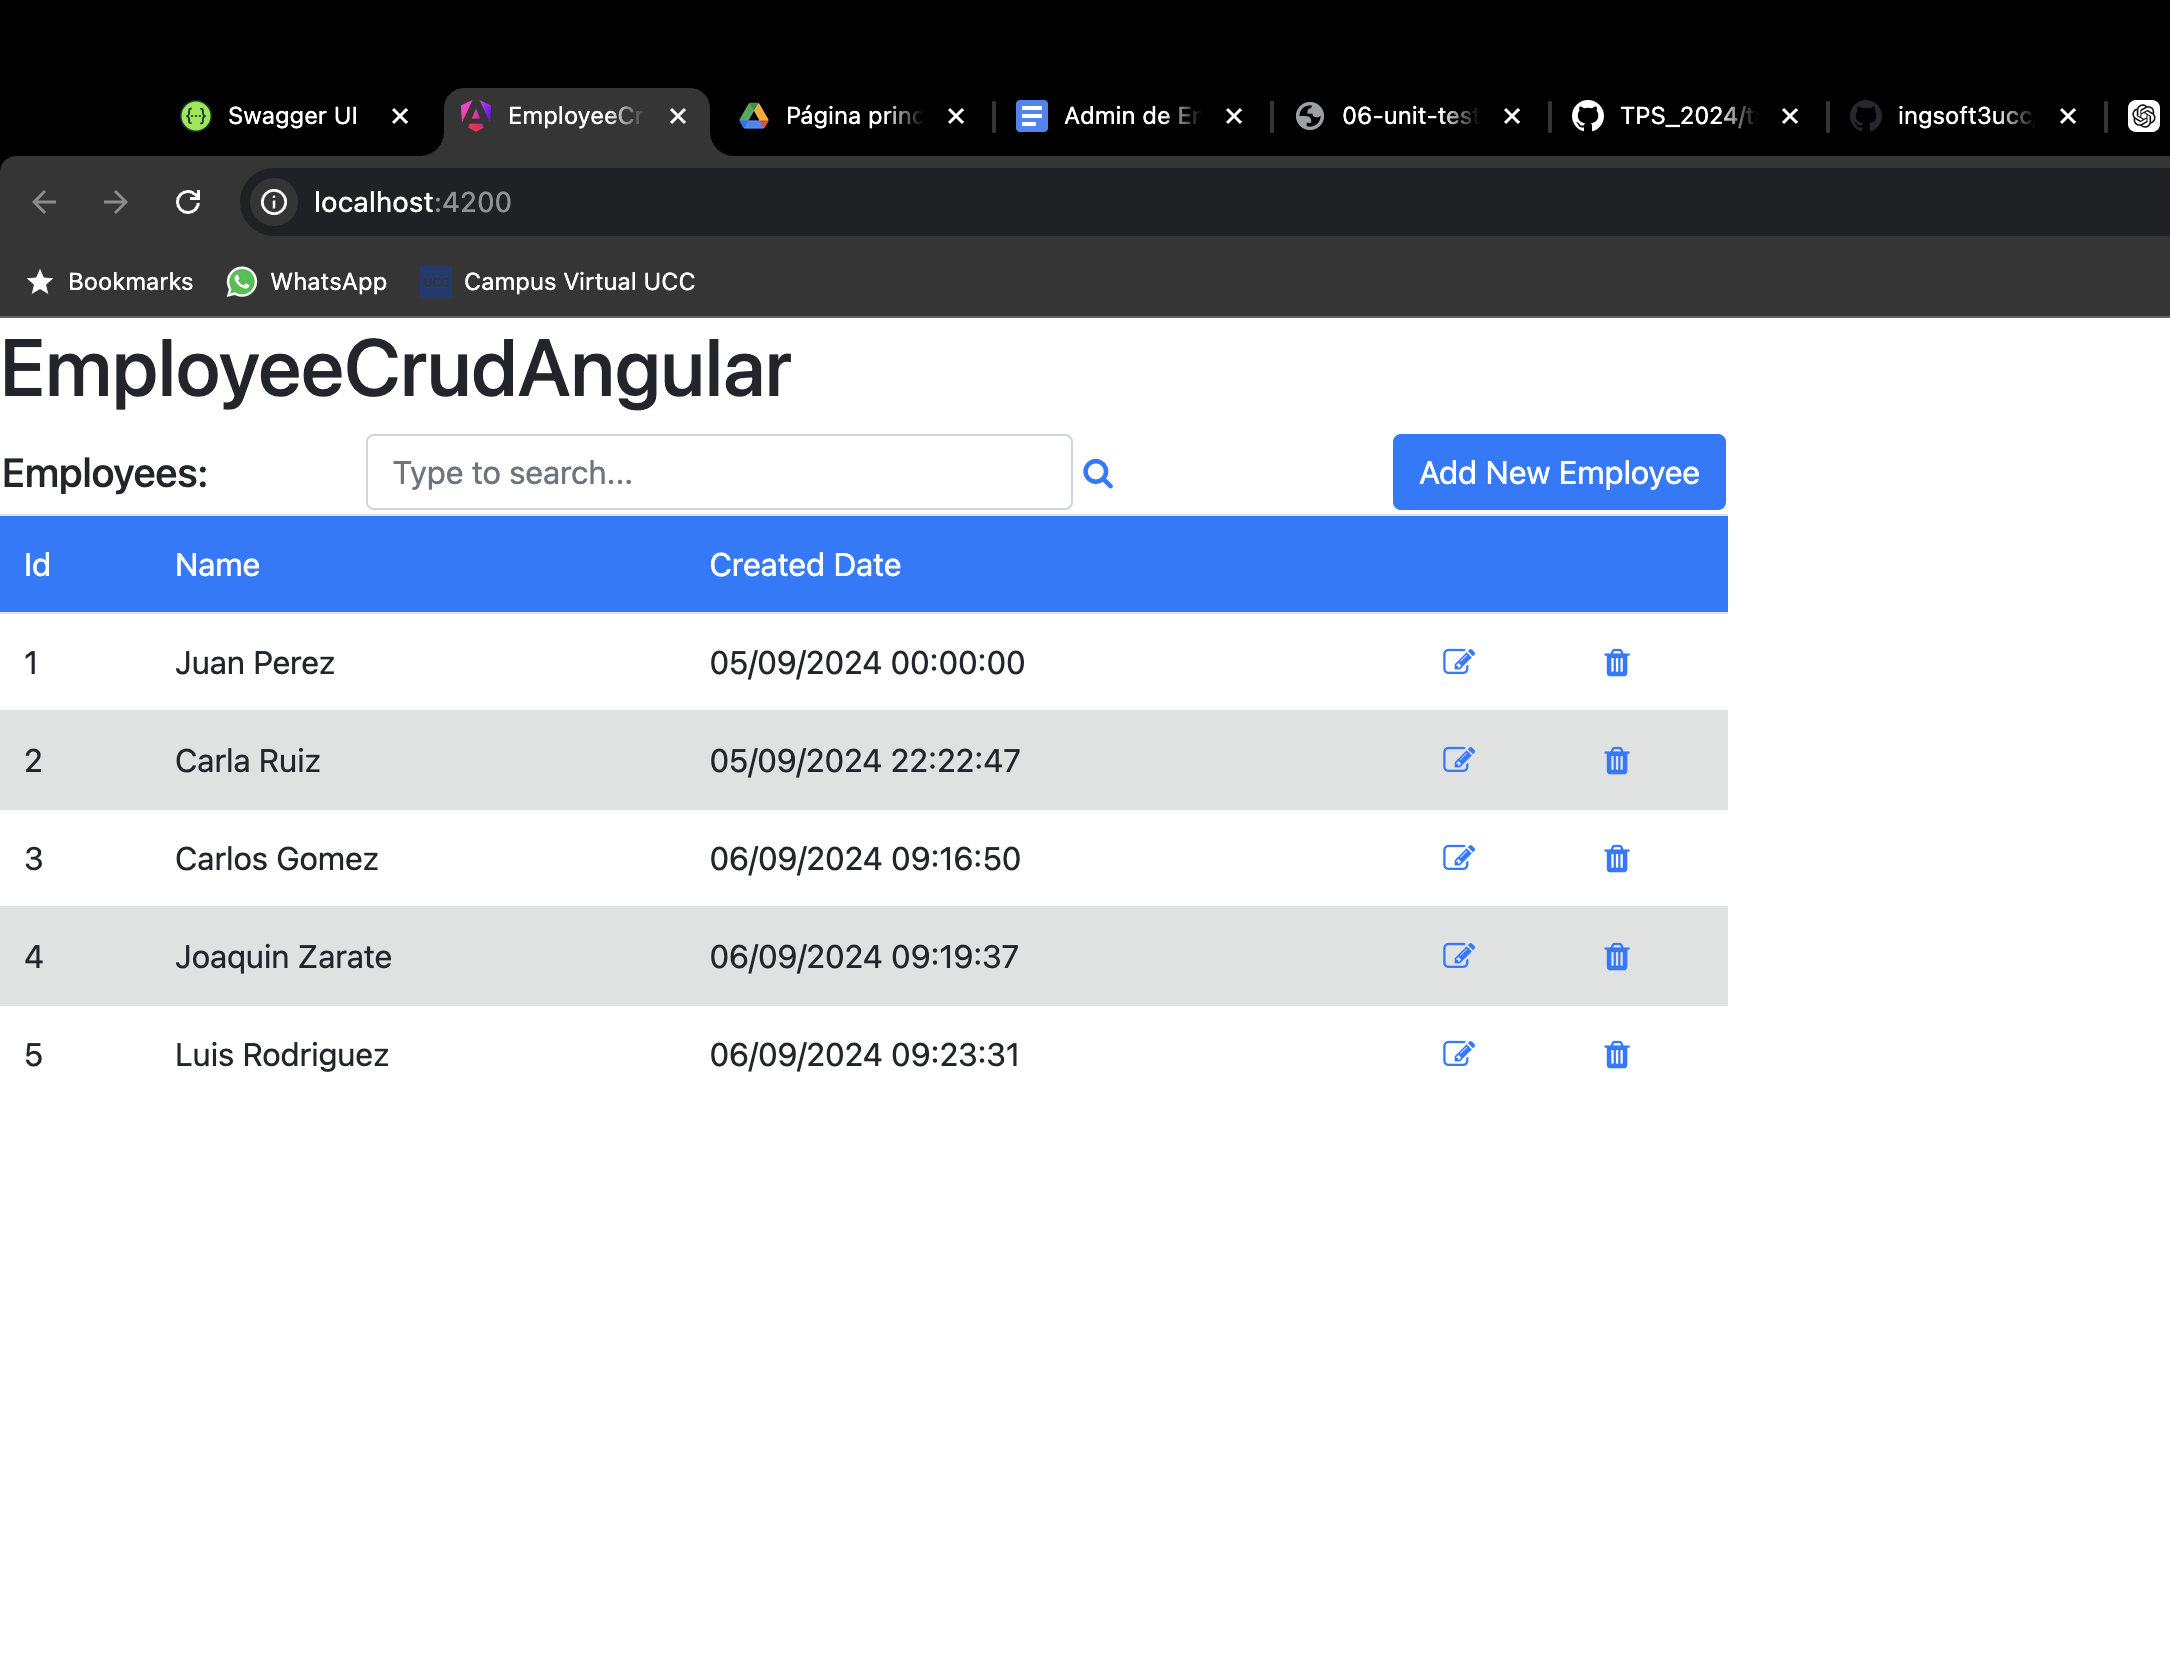 Swagger UI
EmployeeCr
Página princ
Admin de Er
06-unit-test
TPS_2024/t
ingsoft3ucc
localhost:4200
Bookmarks
WhatsApp
UCC
Campus Virtual UCC
EmployeeCrudAngular
Employees:
Type to search...
Add New Employee
Id Name Created Date
1 Juan Perez 05/09/2024 00:00:00
2 Carla Ruiz 05/09/2024 22:22:47
3 Carlos Gomez 06/09/2024 09:16:50
4 Joaquin Zarate 06/09/2024 09:19:37
5 Luis Rodriguez 06/09/2024 09:23:31